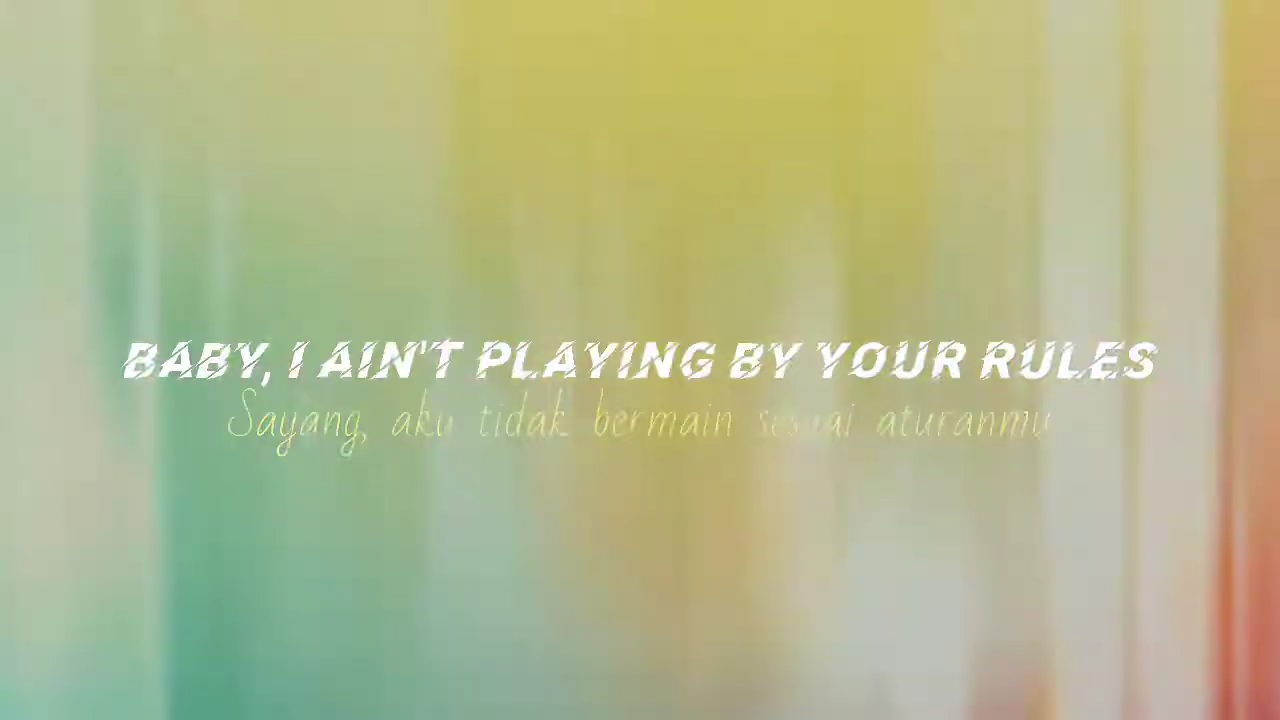 BABY, I AIN'T PLAYING BY YOUR RULES
Sayang, aku tidak bermain sesuai aturanmu